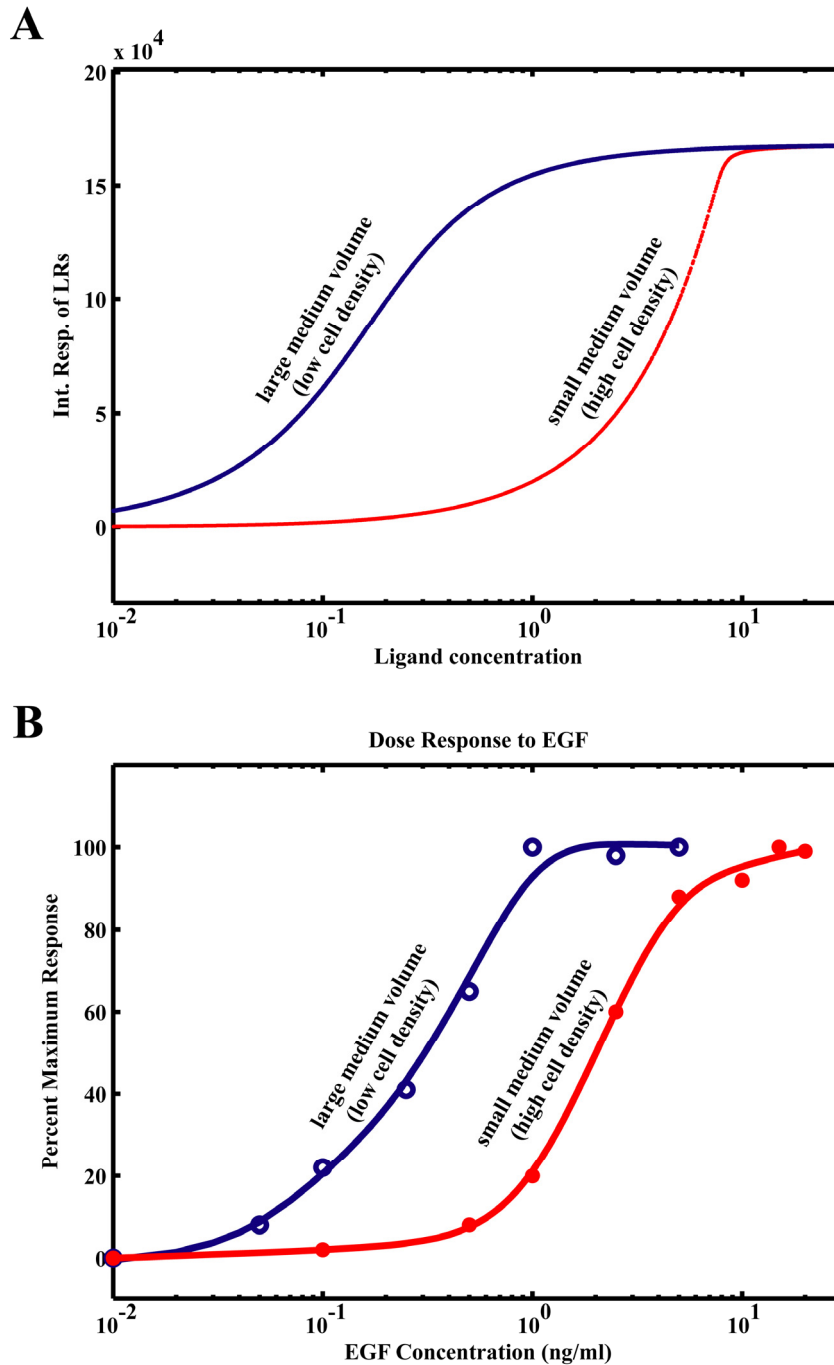 A
x 10^4
20
15
10
5
0
Int. Resp. of LRs
large medium volume
(low cell density)
small medium volume
(high cell density)
10^-2
10^-1
10^0
10^1
Ligand concentration
B
Dose Response to EGF
100
80
60
40
20
0
Percent Maximum Response
large medium volume
(low cell density)
small medium volume
(high cell density)
10^-2
10^-1
10^0
10^1
EGF Concentration (ng/ml)